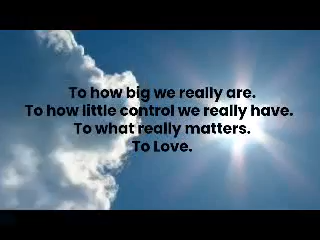 To how big we really are.
To how little control we really have.
To what really matters.
To Love.